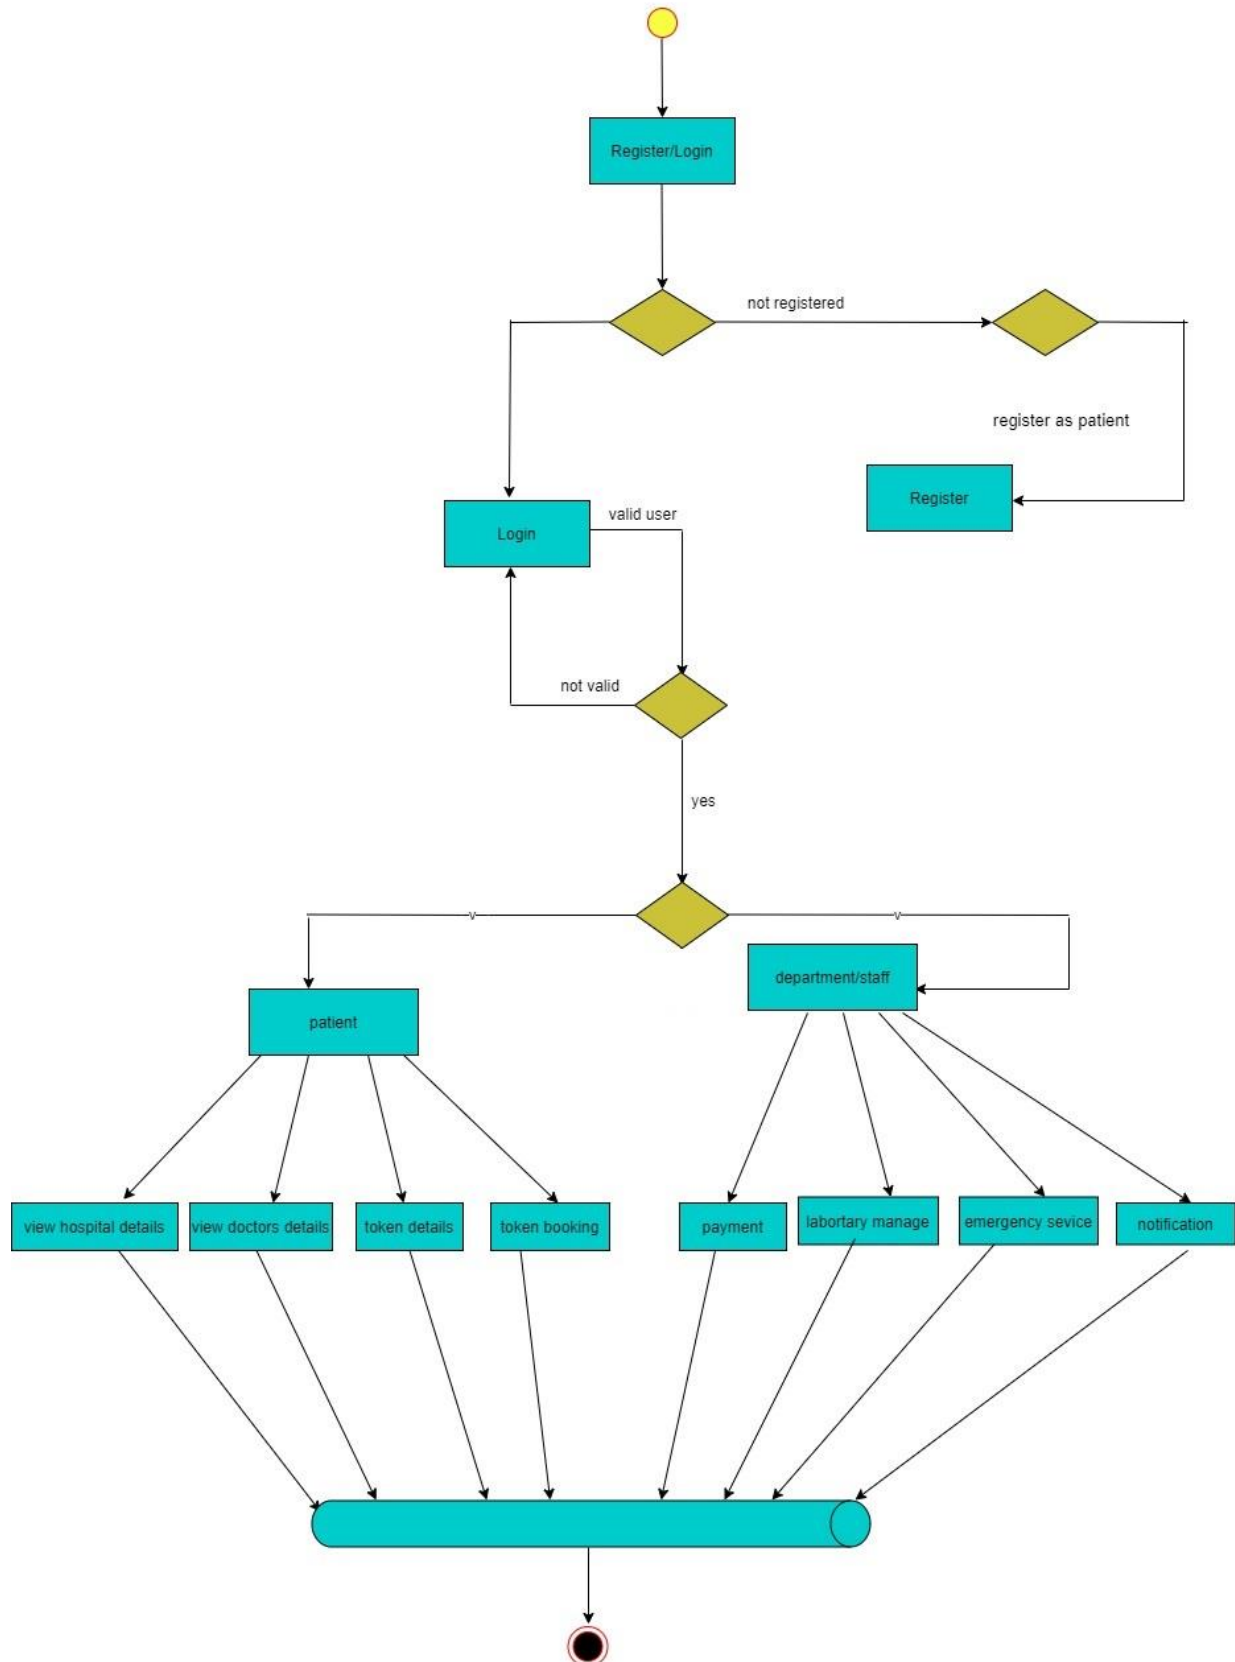 Register/Login
not registered
register as patient
Register
Login
valid user
not valid
yes
v
v
department/staff
patient
view hospital details
view doctors details
token details
token booking
payment
labortary manage
emergency sevice
notification